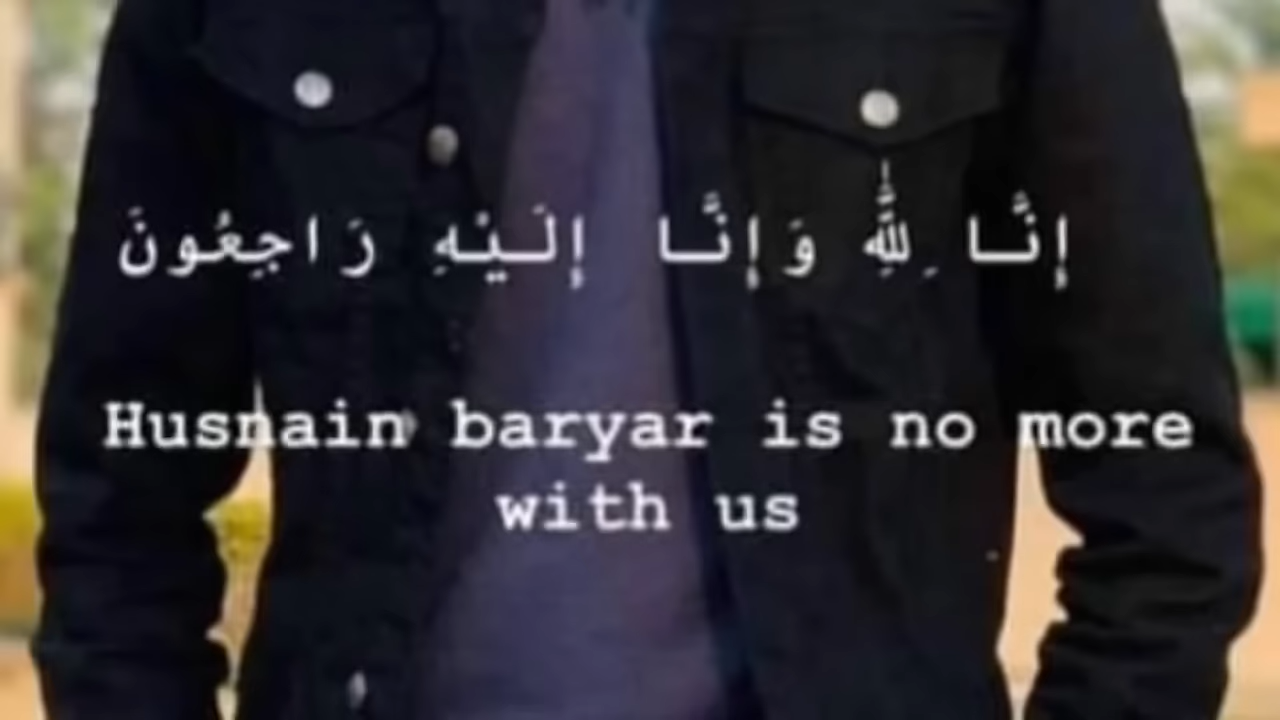 إِنَّا لِلَّٰهِ وَإِنَّا إِلَيْهِ رَاجِعُونَ
Husnain baryar is no more
with us